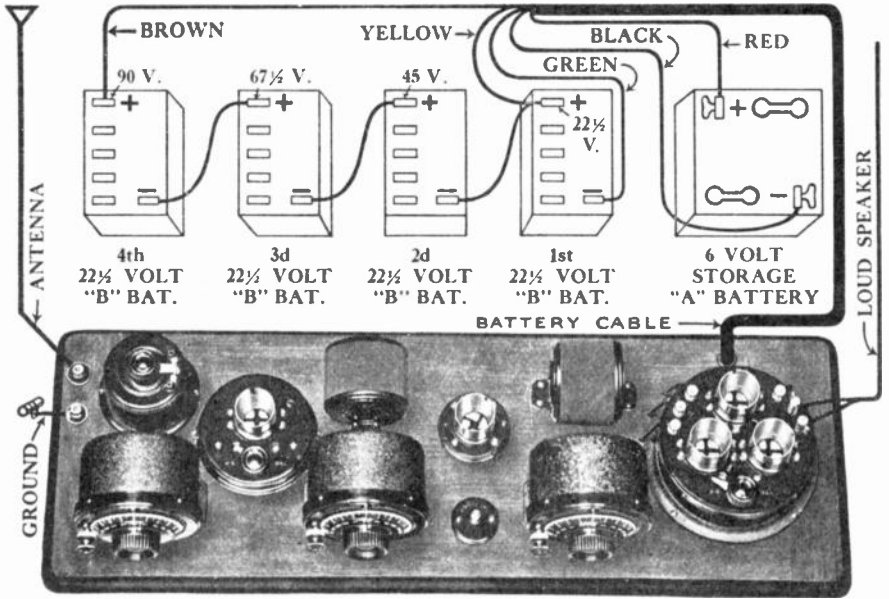 BROWN
YELLOW
BLACK
RED
GREEN
90 V.
67½ V.
45 V.
22½
V.
+
+
+
+
+
−
−
−
−
−
4th
22½ VOLT
"B" BAT.
3d
22½ VOLT
"B" BAT.
2d
22½ VOLT
"B" BAT.
1st
22½ VOLT
"B" BAT.
6 VOLT
STORAGE
"A" BATTERY
ANTENNA
LOUD SPEAKER
BATTERY CABLE
GROUND